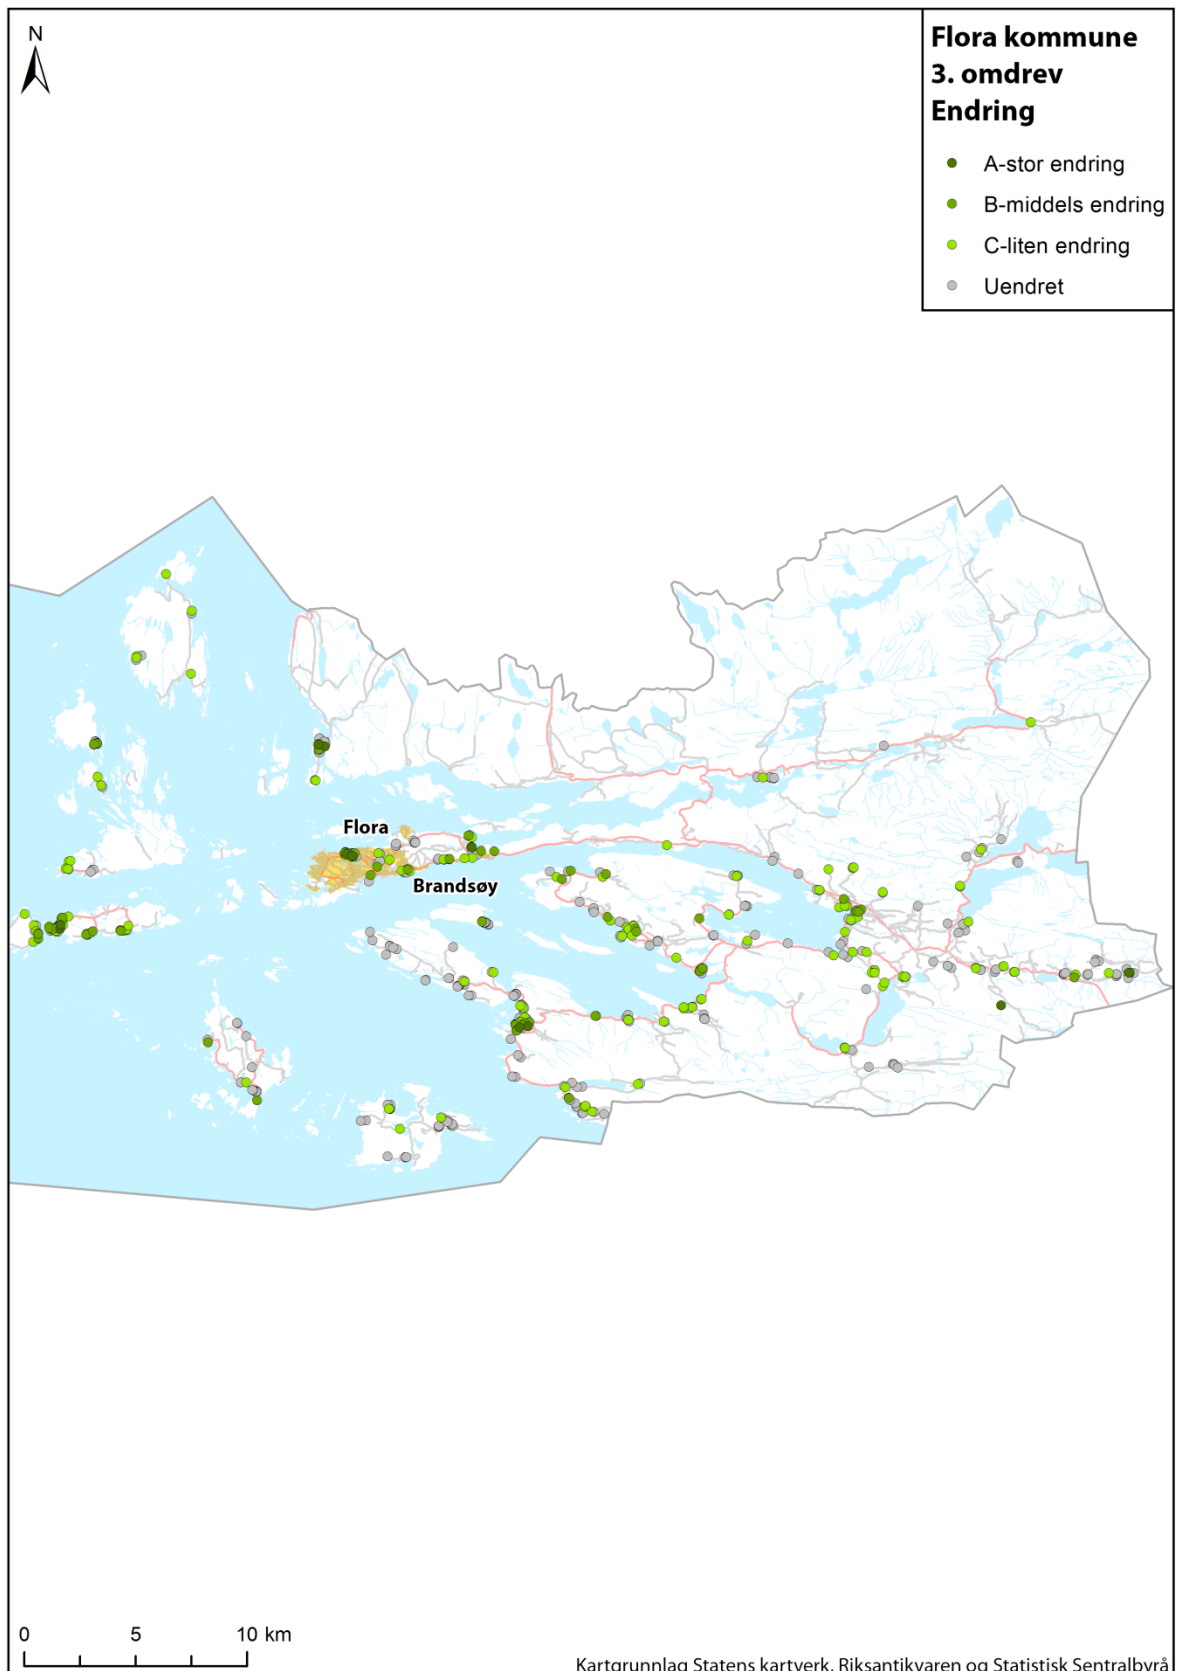 N
Flora kommune
3. omdrev
Endring
A-stor endring
B-middels endring
C-liten endring
Uendret
Flora
Brandsøy
0 5 10 km
Kartgrunnlag Statens kartverk, Riksantikvaren og Statistisk Sentralbyrå